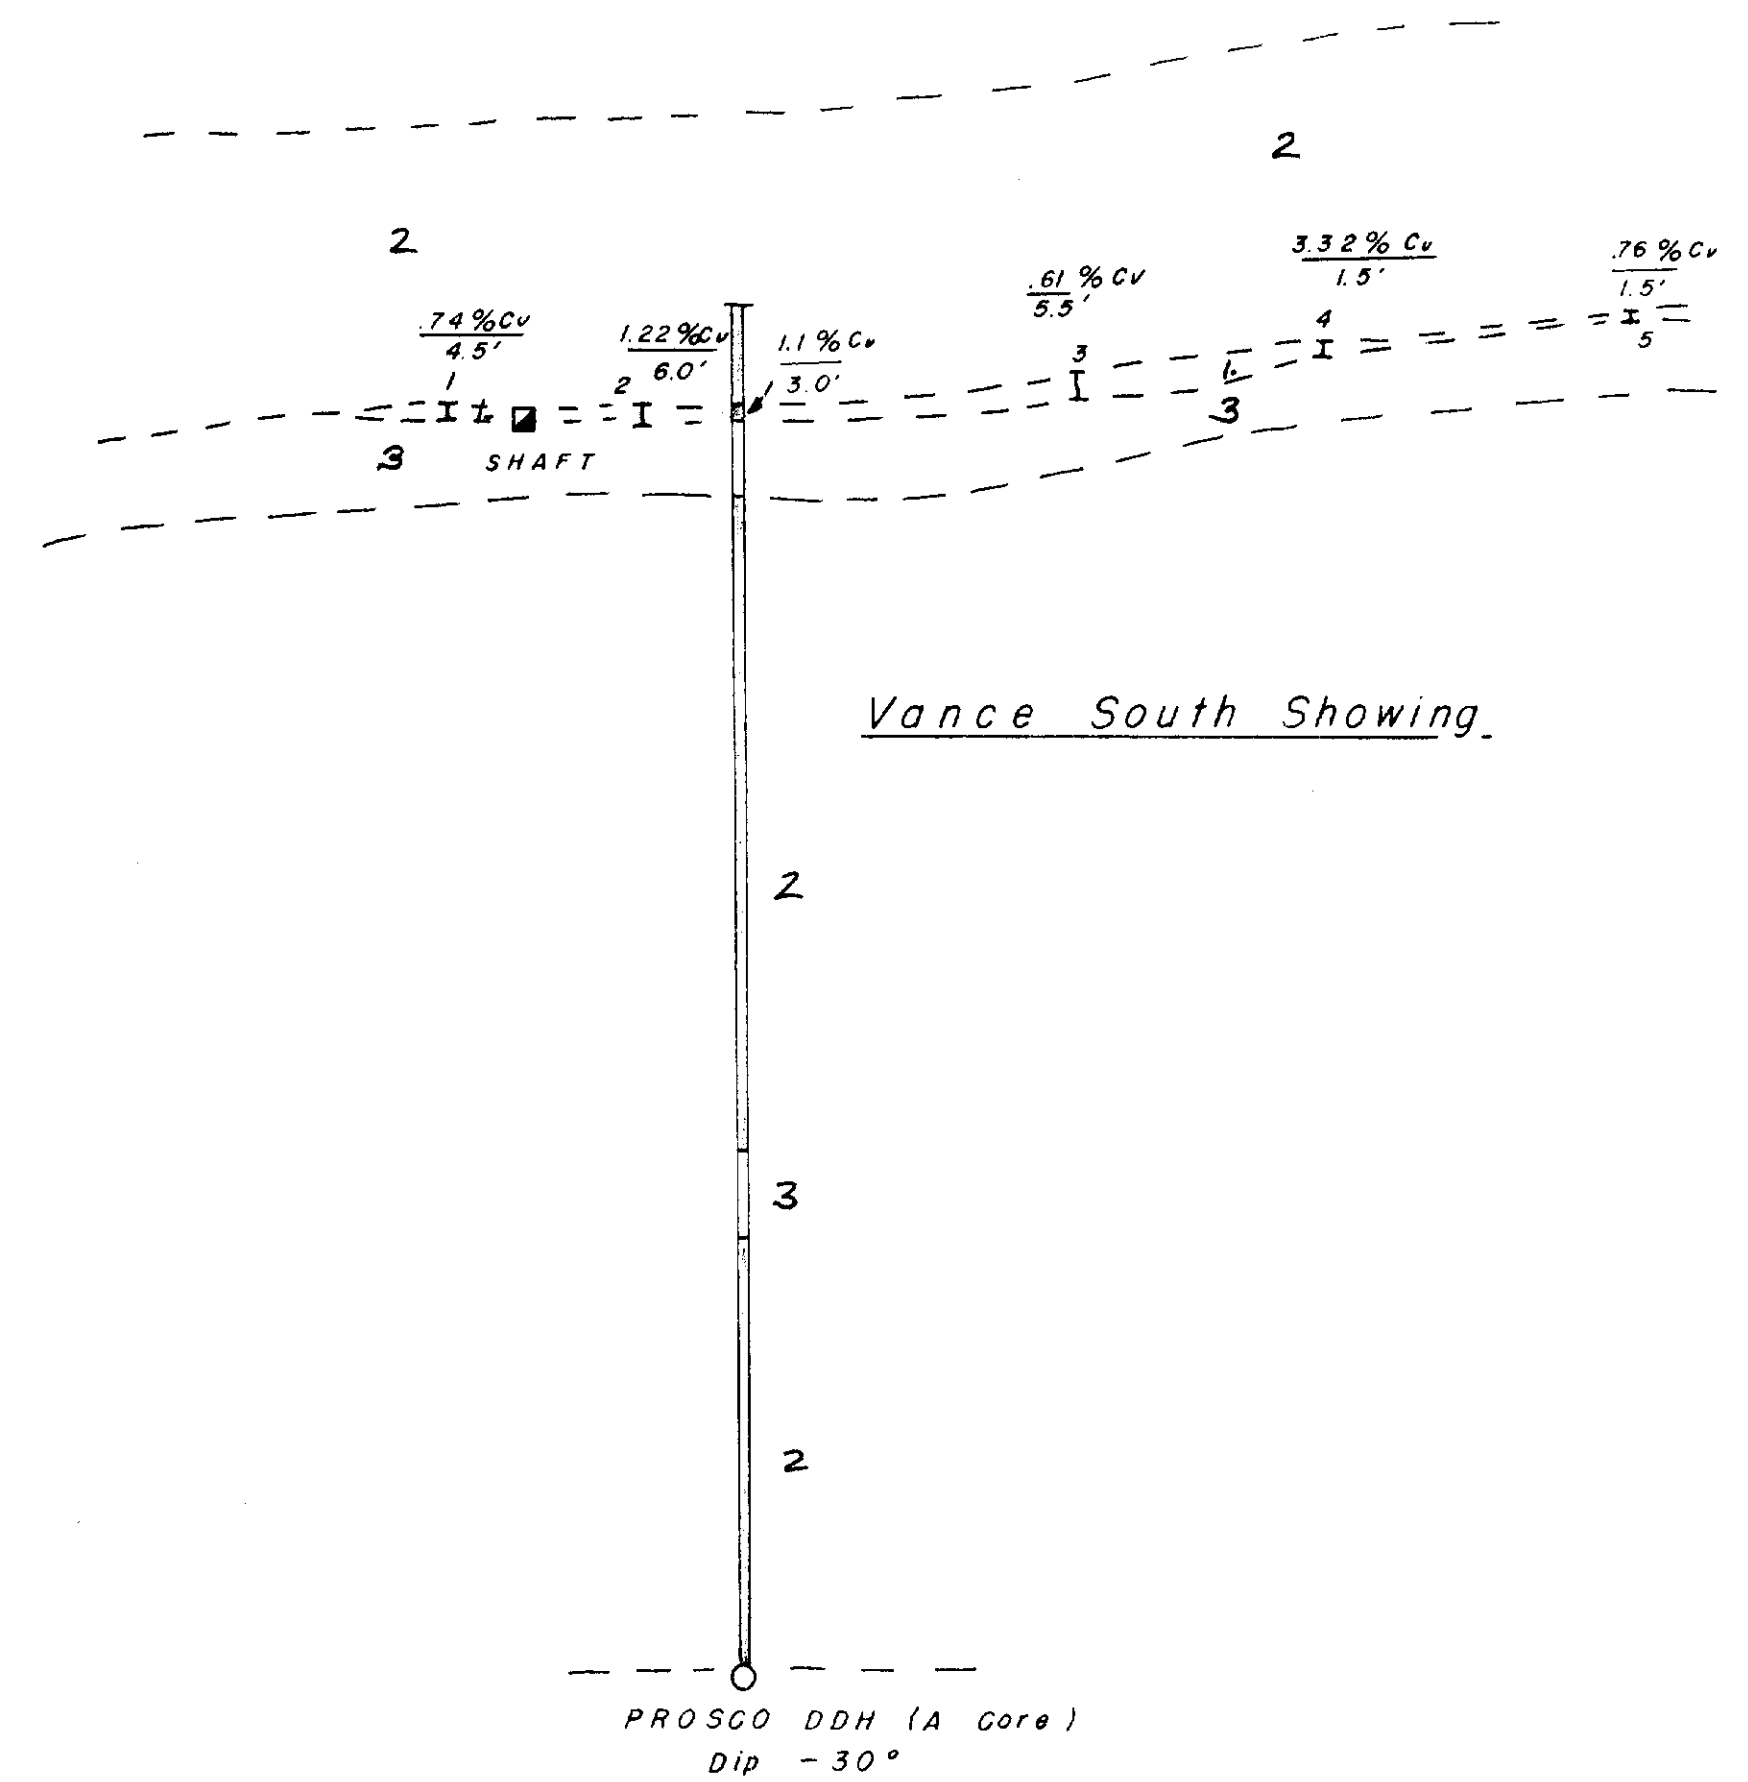 2
2
3.32 % Cu
1.5'
.76 % Cu
1.5'
.61 % Cu
5.5'
.74 % Cu
4.5'
1.22 % Cu
6.0'
1.1 % Cu
3.0'
1
2
3
4
5
1.
3
3
SHAFT
Vance South Showing
2
3
2
PROSCO DDH (A Core)
Dip - 30°